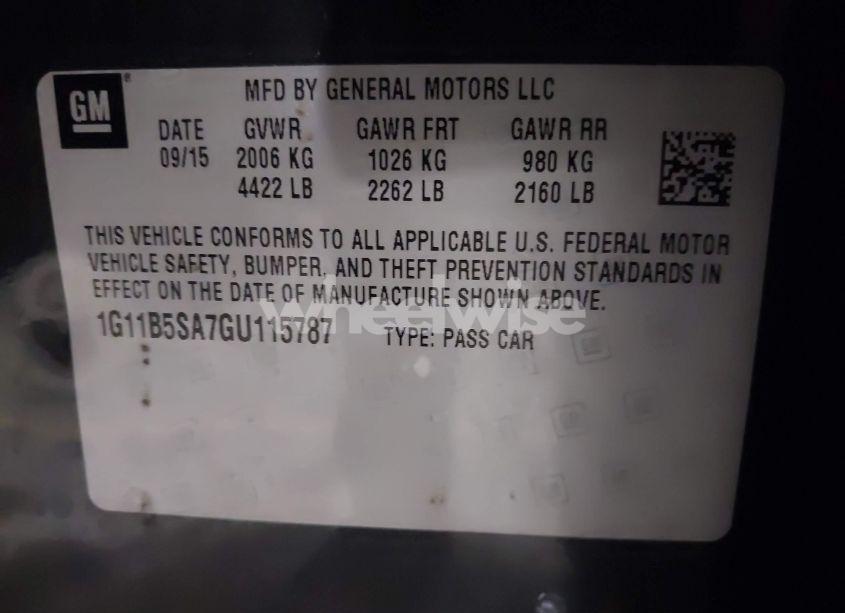 GM
®
MFD BY GENERAL MOTORS LLC
DATE GVWR GAWR FRT GAWR RR
09/15 2006 KG 1026 KG 980 KG
4422 LB 2262 LB 2160 LB
THIS VEHICLE CONFORMS TO ALL APPLICABLE U.S. FEDERAL MOTOR
VEHICLE SAFETY, BUMPER, AND THEFT PREVENTION STANDARDS IN
EFFECT ON THE DATE OF MANUFACTURE SHOWN ABOVE.
wheelwise
1G11B5SA7GU115787 TYPE: PASS CAR